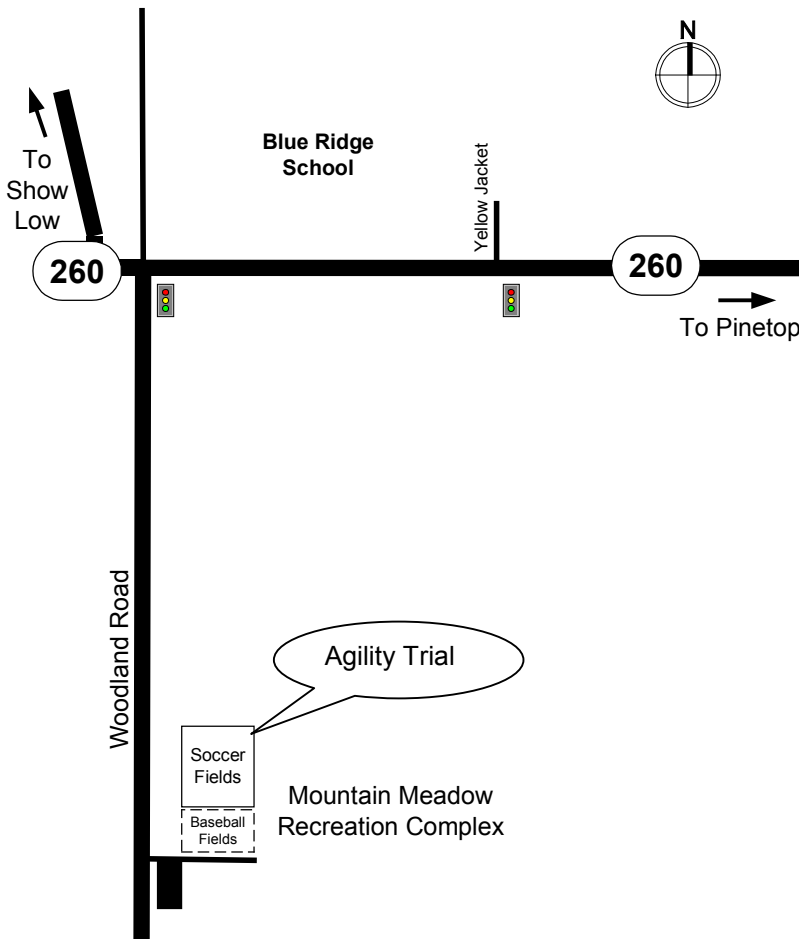 N
To
Show
Low
Blue Ridge
School
Yellow Jacket
260
260
To Pinetop
Woodland Road
Agility Trial
Soccer
Fields
Baseball
Fields
Mountain Meadow
Recreation Complex